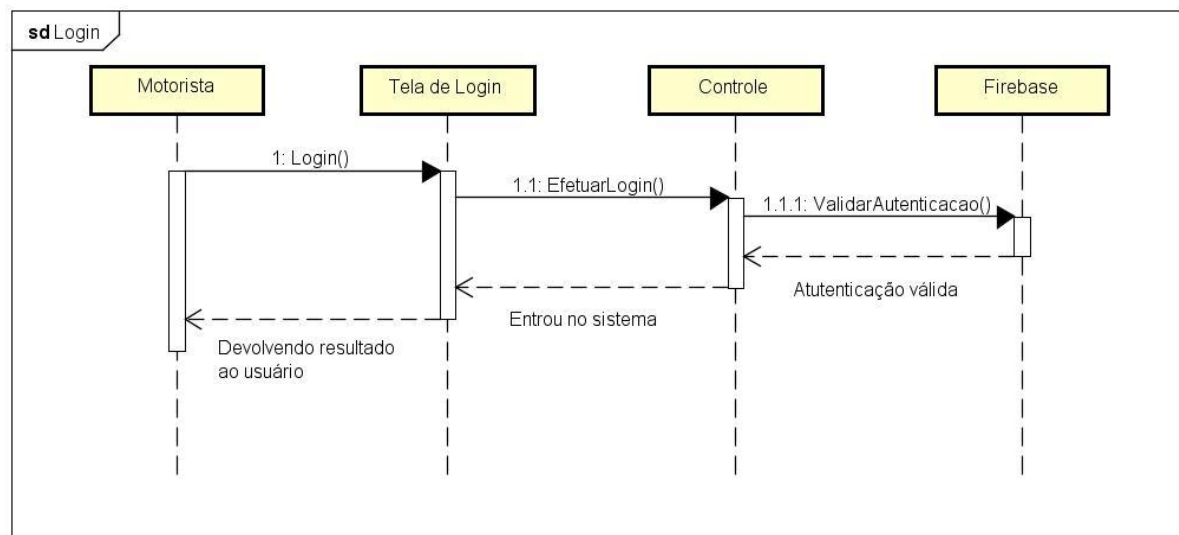 sd Login
Motorista
Tela de Login
Controle
Firebase
1: Login()
1.1: EfetuarLogin()
1.1.1: ValidarAutenticacao()
Atutenticação válida
Entrou no sistema
Devolvendo resultado
ao usuário